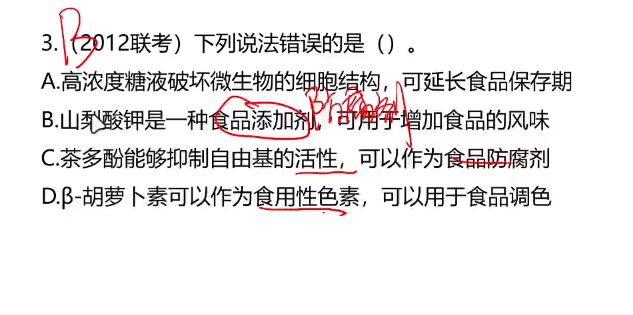 B
3.（2012联考）下列说法错误的是（）。
A.高浓度糖液破坏微生物的细胞结构，可延长食品保存期
防腐剂
B.山梨酸钾是一种食品添加剂，可用于增加食品的风味
C.茶多酚能够抑制自由基的活性，可以作为食品防腐剂
D.β-胡萝卜素可以作为食用性色素，可以用于食品调色